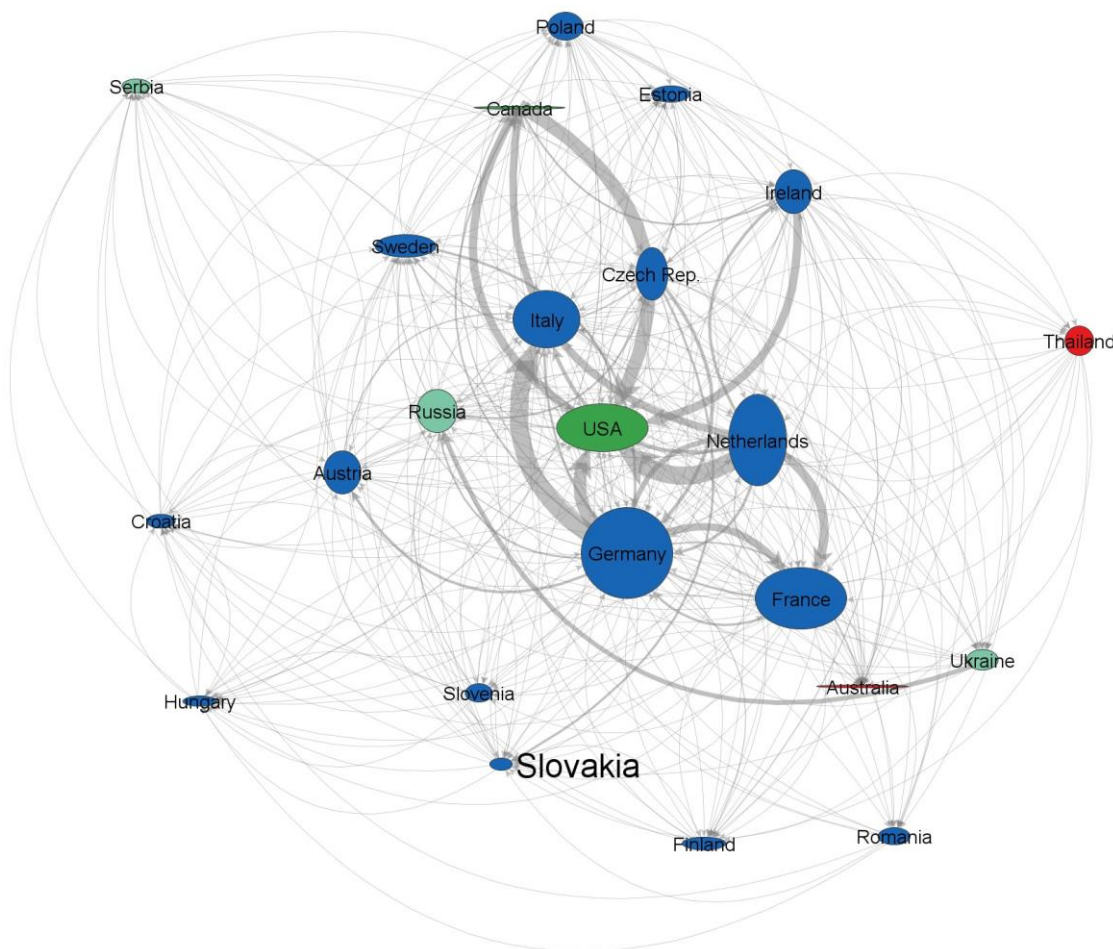 Poland
Serbia
Estonia
Canada
Ireland
Sweden
Czech Rep.
Italy
Thailand
Russia
USA
Netherlands
Austria
Croatia
Germany
France
Ukraine
Australia
Slovenia
Hungary
Slovakia
Romania
Finland